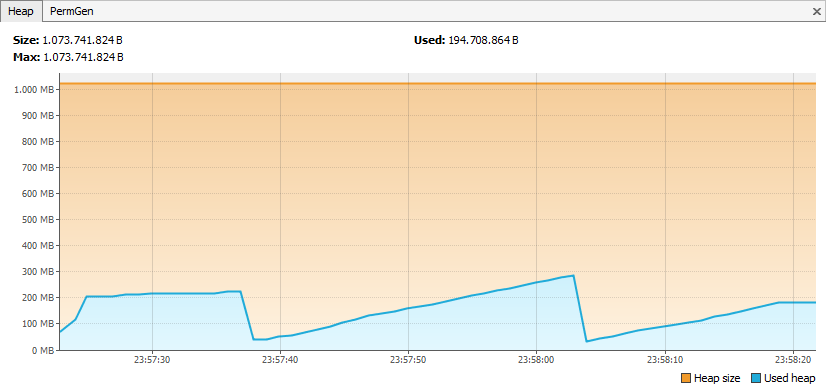 Heap PermGen
Size: 1.073.741.824 B Used: 194.708.864 B
Max: 1.073.741.824 B
1.000 MB
900 MB
800 MB
700 MB
600 MB
500 MB
400 MB
300 MB
200 MB
100 MB
0 MB
23:57:30 23:57:40 23:57:50 23:58:00 23:58:10 23:58:20
Heap size Used heap